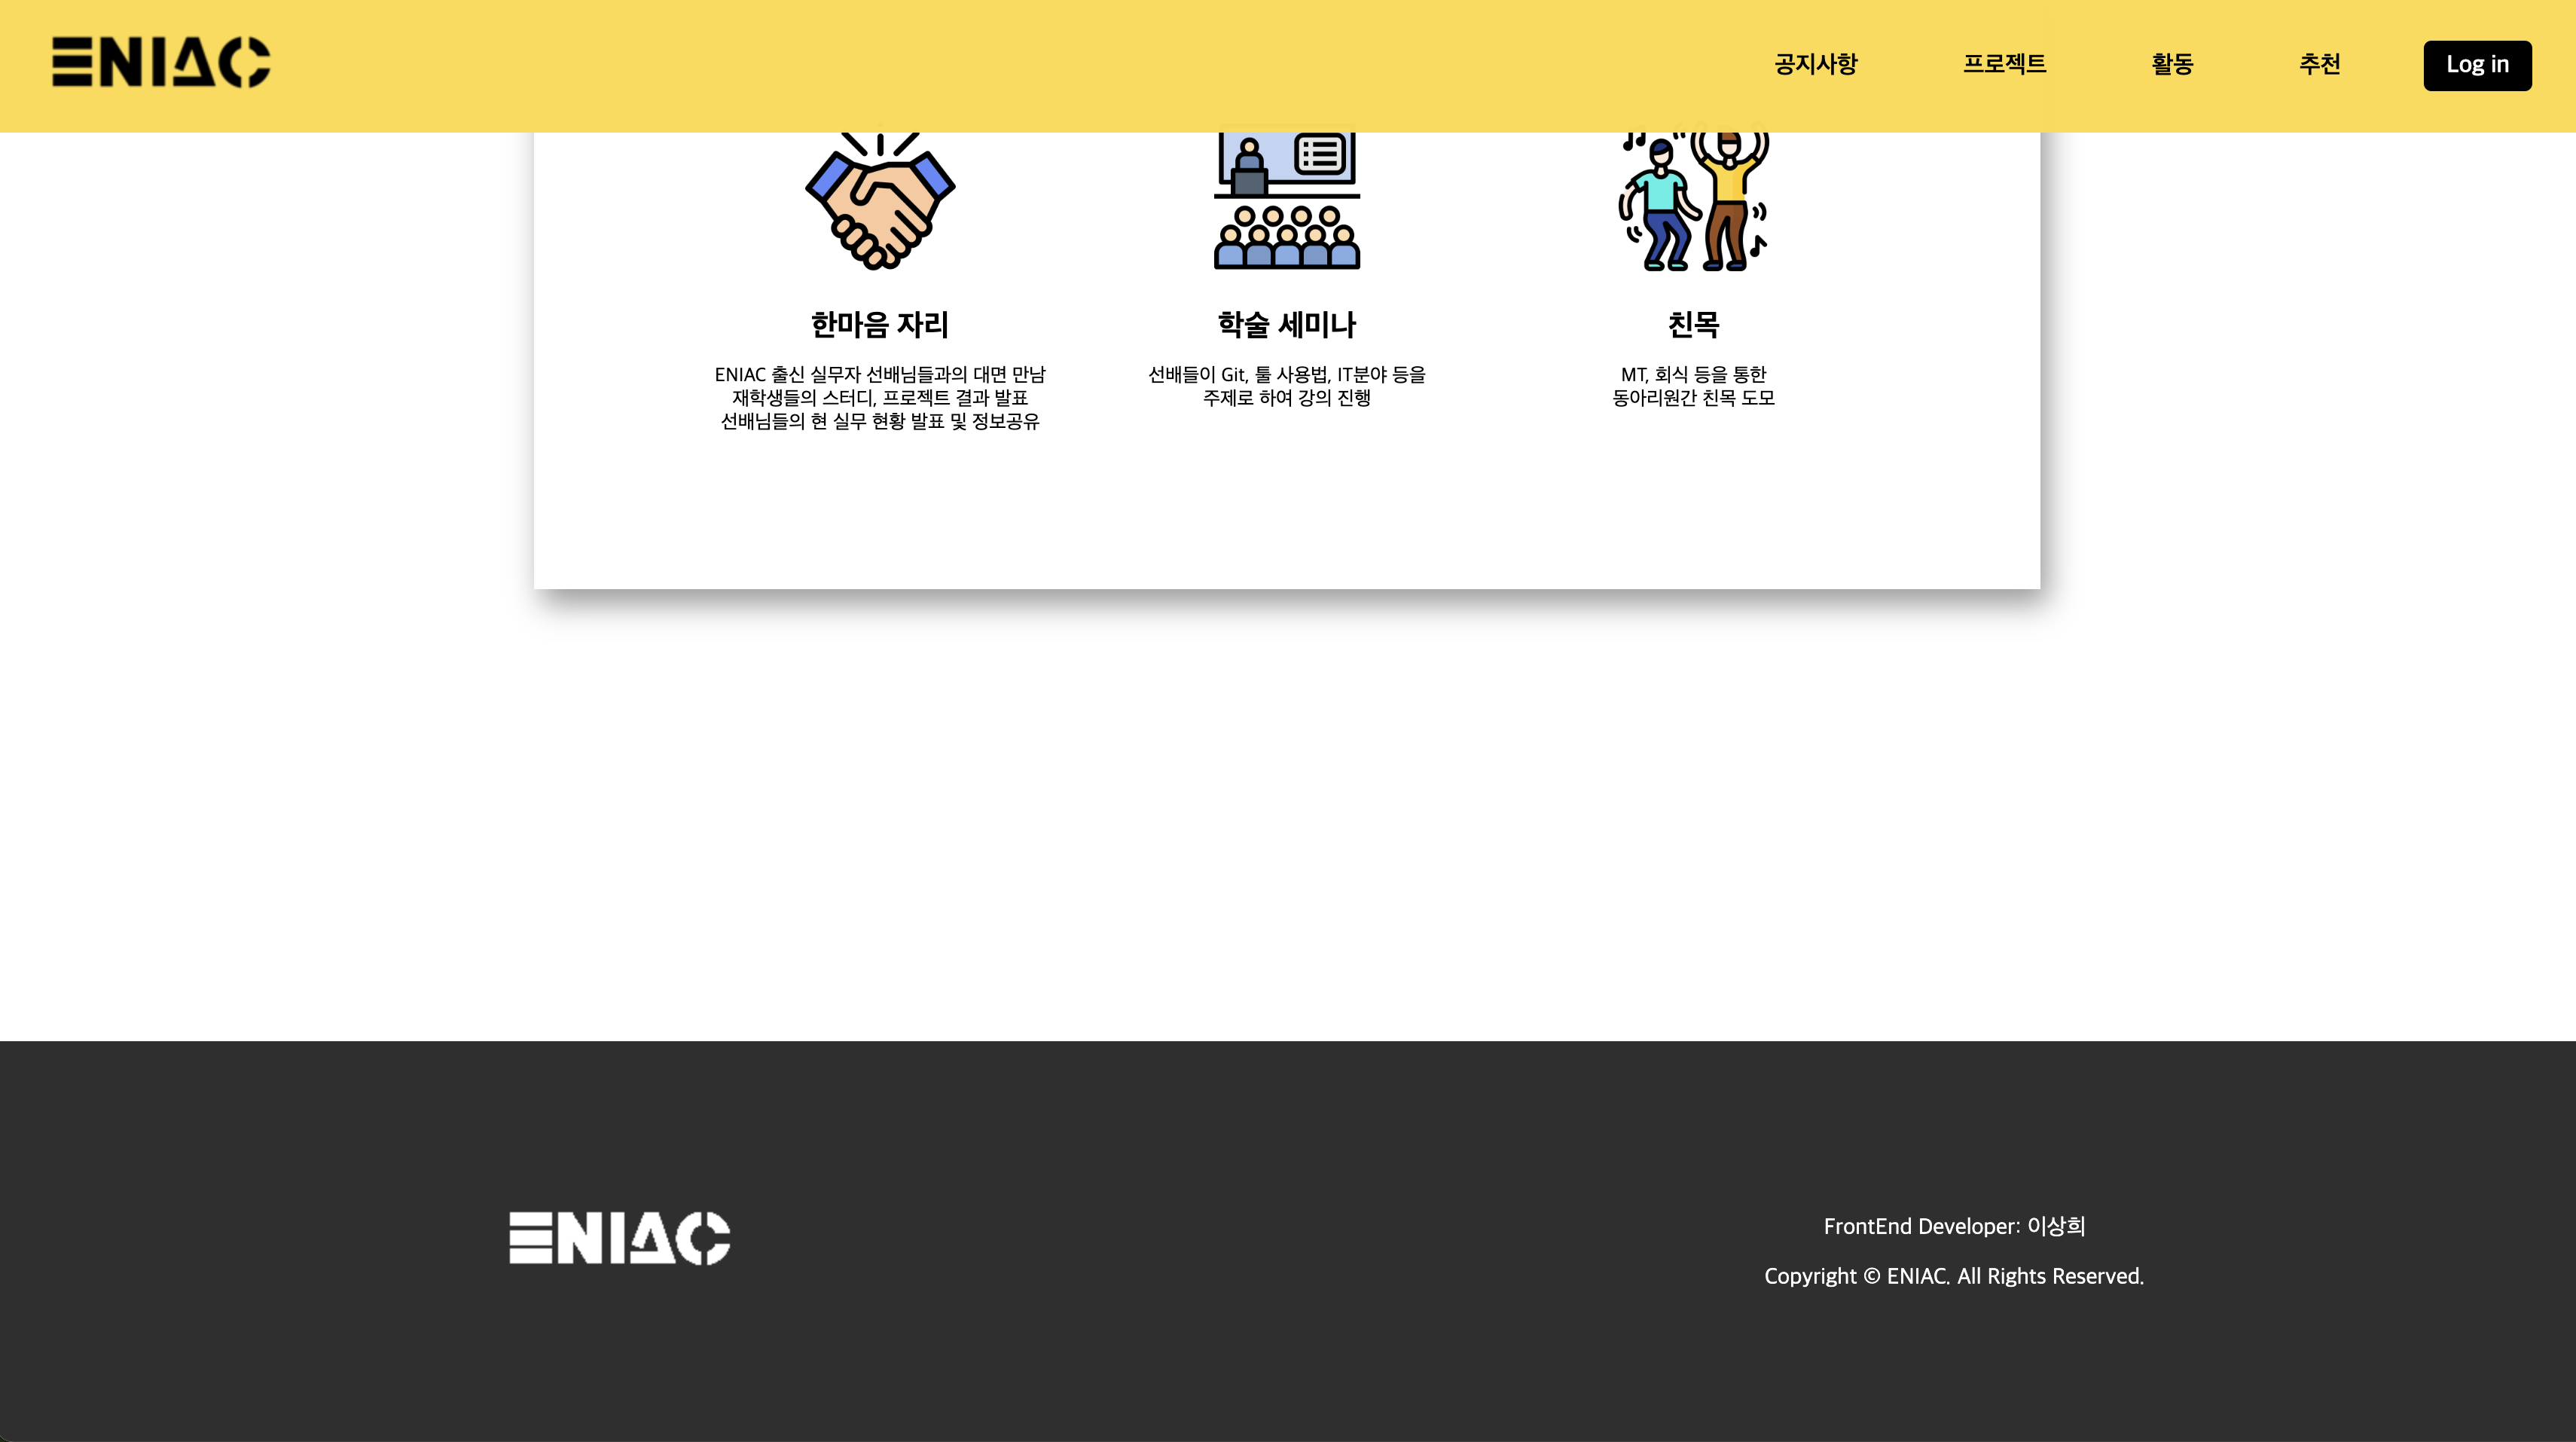 ENIAC
공지사항
프로젝트
활동
추천
Log in
한마음 자리
ENIAC 출신 실무자 선배님들과의 대면 만남
재학생들의 스터디, 프로젝트 결과 발표
선배님들의 현 실무 현황 발표 및 정보공유
학술 세미나
선배들이 Git, 툴 사용법, IT분야 등을
주제로 하여 강의 진행
친목
MT, 회식 등을 통한
동아리원간 친목 도모
ENIAC
FrontEnd Developer: 이상희
Copyright © ENIAC. All Rights Reserved.